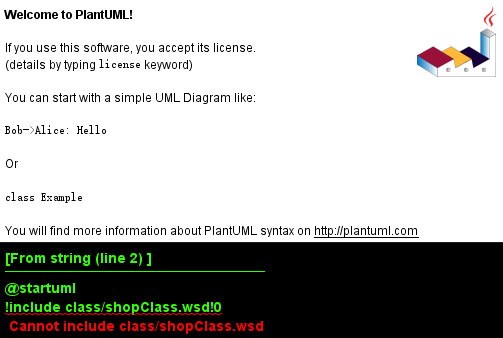 Welcome to PlantUML!
If you use this software, you accept its license.
(details by typing license keyword)
You can start with a simple UML Diagram like:
Bob->Alice: Hello
Or
class Example
You will find more information about PlantUML syntax on http://plantuml.com
[From string (line 2) ]
@startuml
!include class/shopClass.wsd!0
Cannot include class/shopClass.wsd